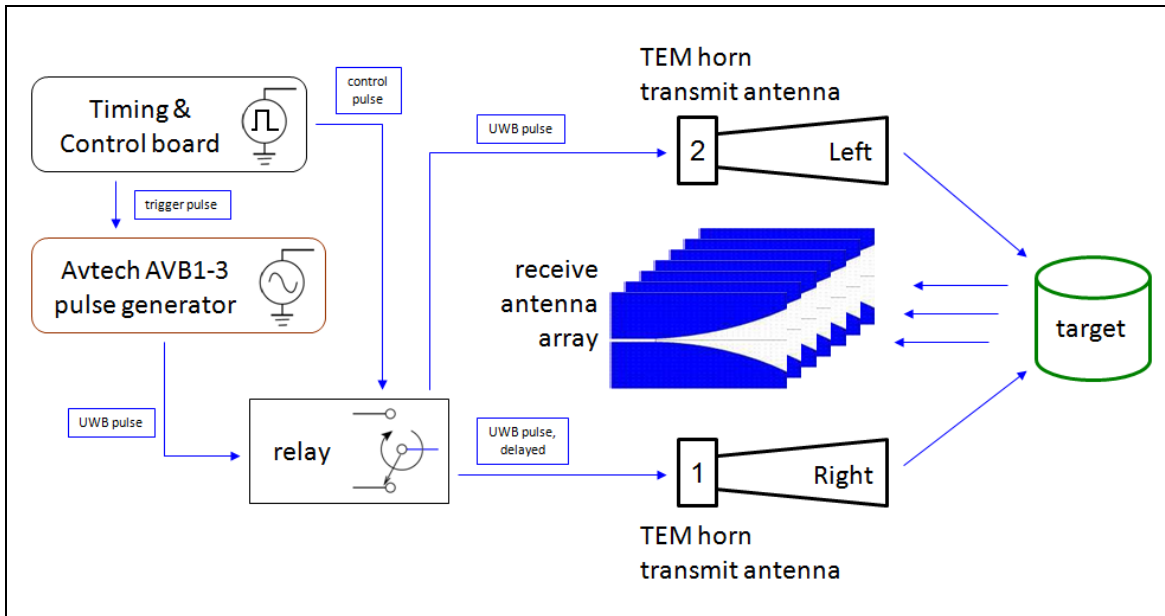 Timing &
Control board
control
pulse
trigger pulse
Avtech AVB1-3
pulse generator
UWB pulse
relay
UWB pulse
UWB pulse,
delayed
TEM horn
transmit antenna
2
Left
receive
antenna
array
target
1
Right
TEM horn
transmit antenna